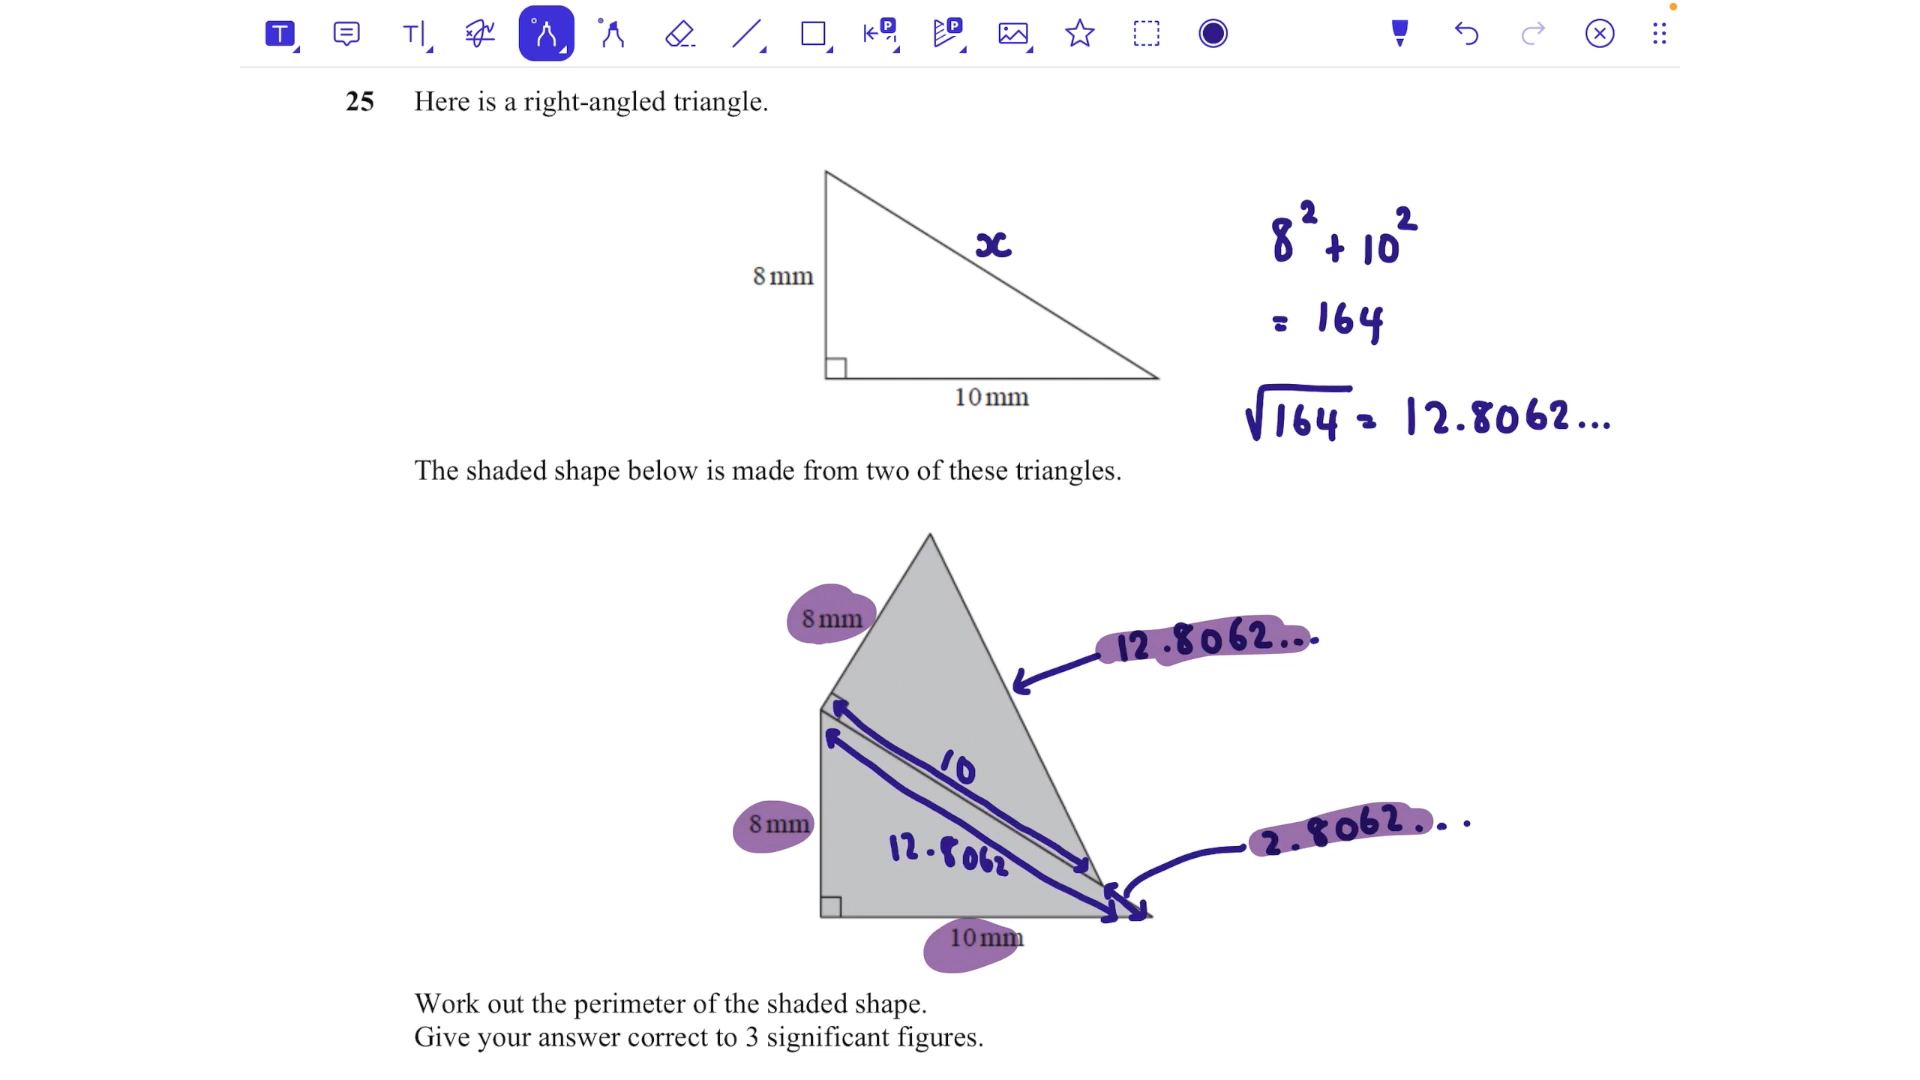 25 Here is a right-angled triangle.
x
8 mm
10 mm
8² + 10²
= 164
√164 = 12.8062...
The shaded shape below is made from two of these triangles.
8 mm
12.8062...
10
8 mm
12.8062
2.8062...
10 mm
Work out the perimeter of the shaded shape.
Give your answer correct to 3 significant figures.